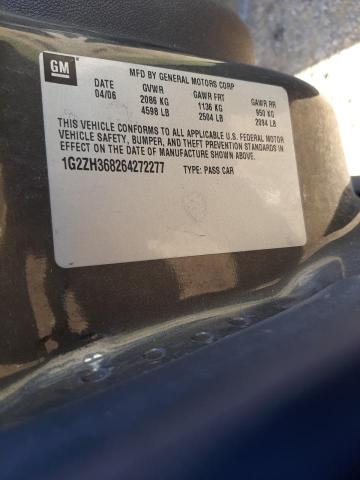 GM
MFD BY GENERAL MOTORS CORP
DATE GVWR GAWR FRT GAWR RR
04/06 2086 KG 1136 KG 950 KG
4598 LB 2504 LB 2094 LB
THIS VEHICLE CONFORMS TO ALL APPLICABLE U.S. FEDERAL MOTOR
VEHICLE SAFETY, BUMPER, AND THEFT PREVENTION STANDARDS IN
EFFECT ON THE DATE OF MANUFACTURE SHOWN ABOVE.
1G2ZH368264272277 TYPE: PASS CAR